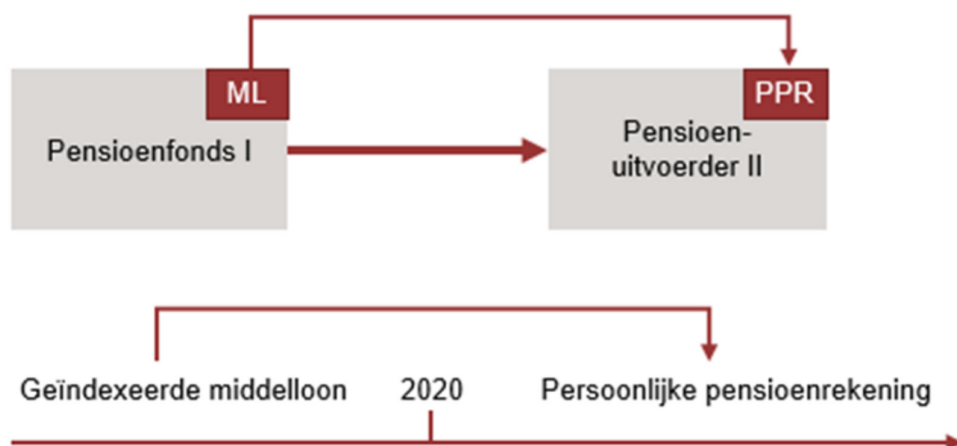 ML
Pensioenfonds I
PPR
Pensioen-
uitvoerder II
Geïndexeerde middelloon
2020
Persoonlijke pensioenrekening